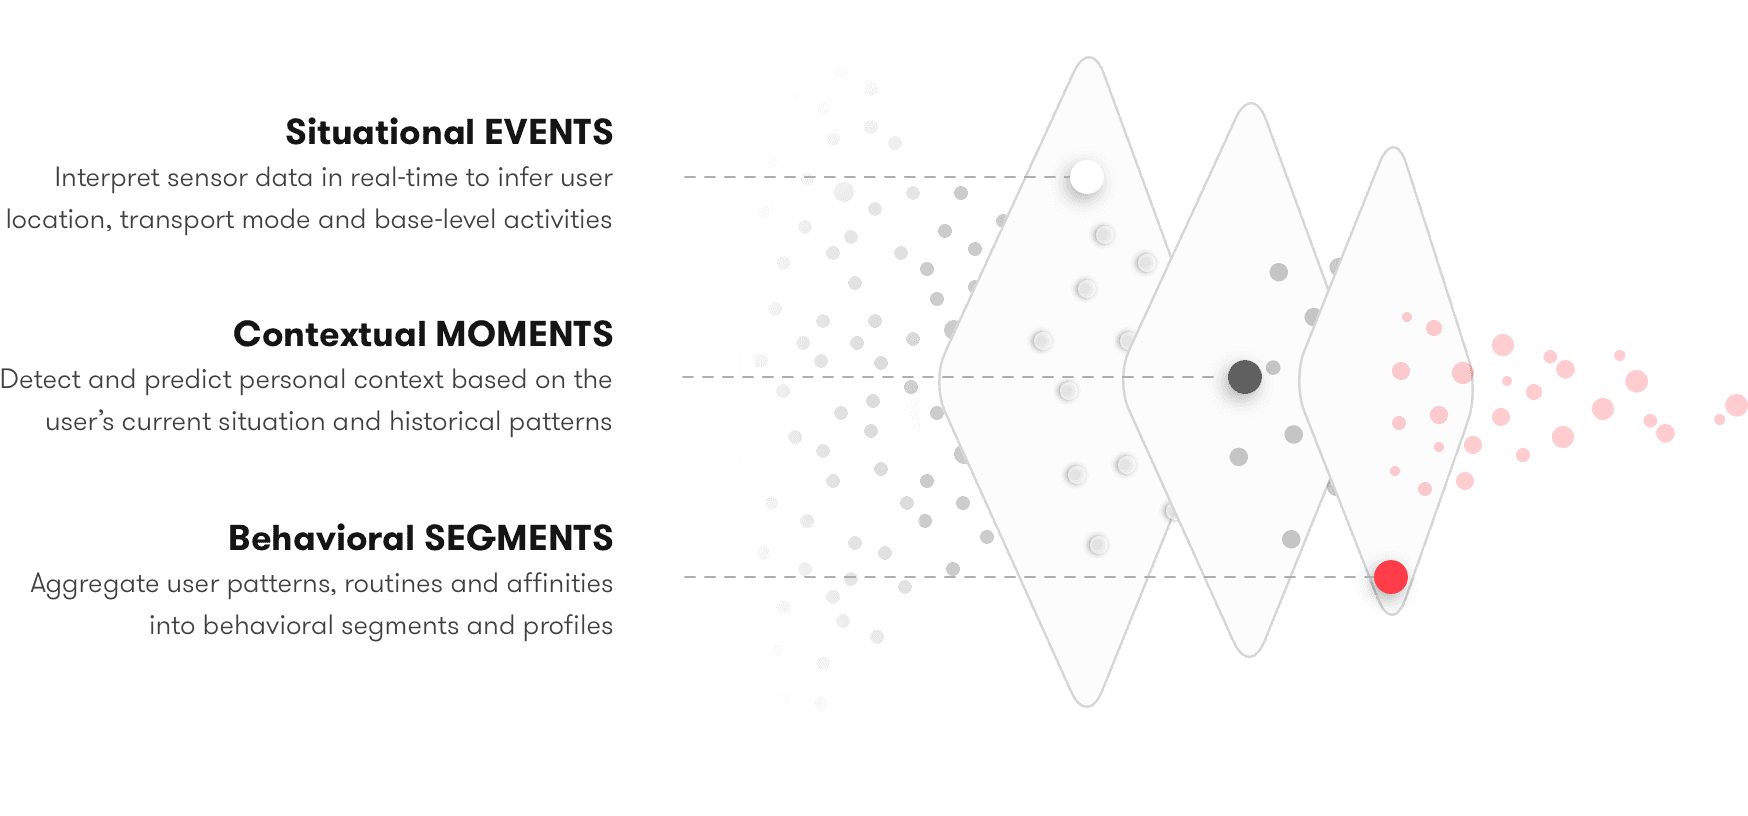 Situational EVENTS
Interpret sensor data in real-time to infer user
location, transport mode and base-level activities
Contextual MOMENTS
Detect and predict personal context based on the
user’s current situation and historical patterns
Behavioral SEGMENTS
Aggregate user patterns, routines and affinities
into behavioral segments and profiles